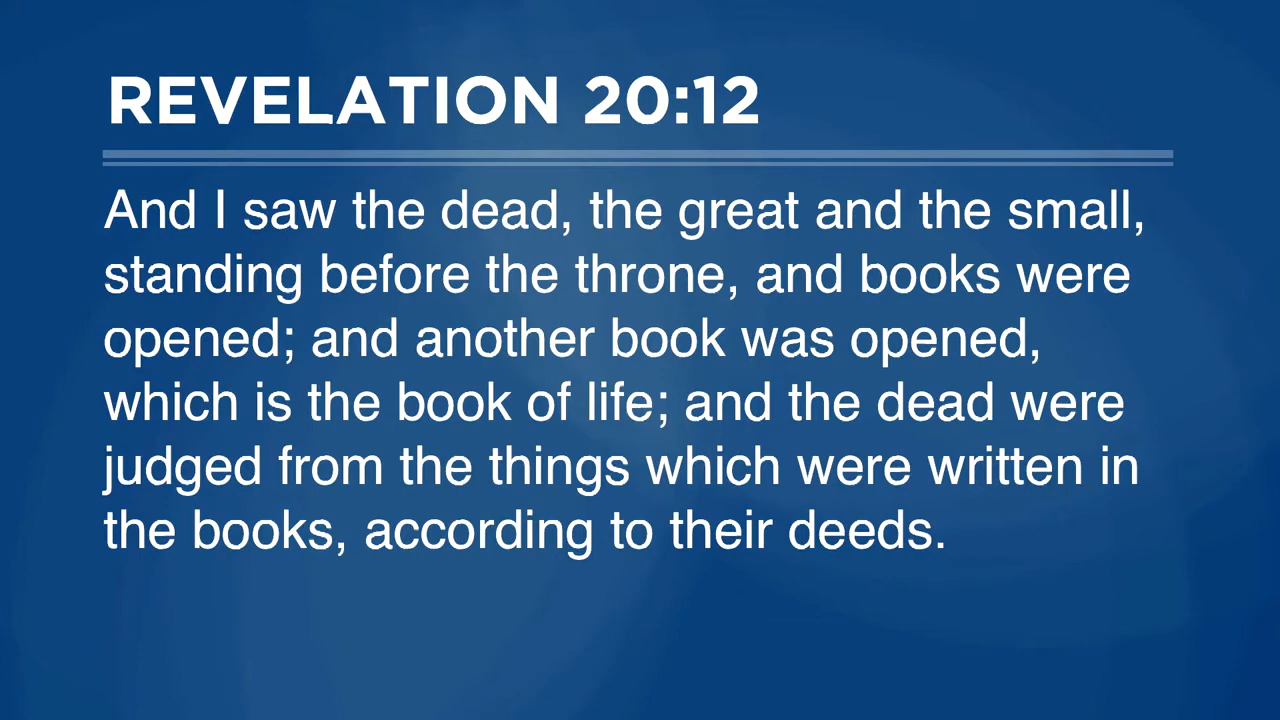 REVELATION 20:12
And I saw the dead, the great and the small,
standing before the throne, and books were
opened; and another book was opened,
which is the book of life; and the dead were
judged from the things which were written in
the books, according to their deeds.